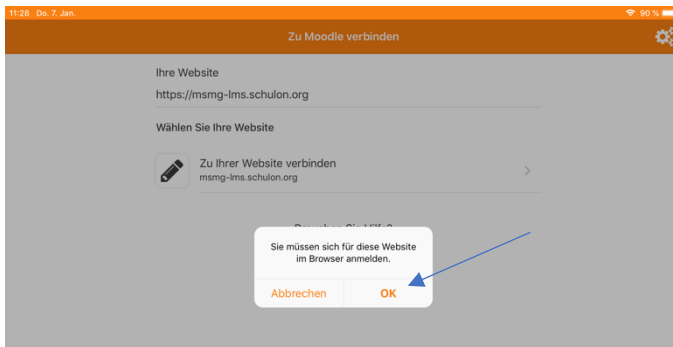 11:28 Do. 7. Jan.
90 %
Zu Moodle verbinden
Ihre Website
https://msmg-lms.schulon.org
Wählen Sie Ihre Website
Zu Ihrer Website verbinden
msmg-lms.schulon.org
Sie müssen sich für diese Website
im Browser anmelden.
Abbrechen OK